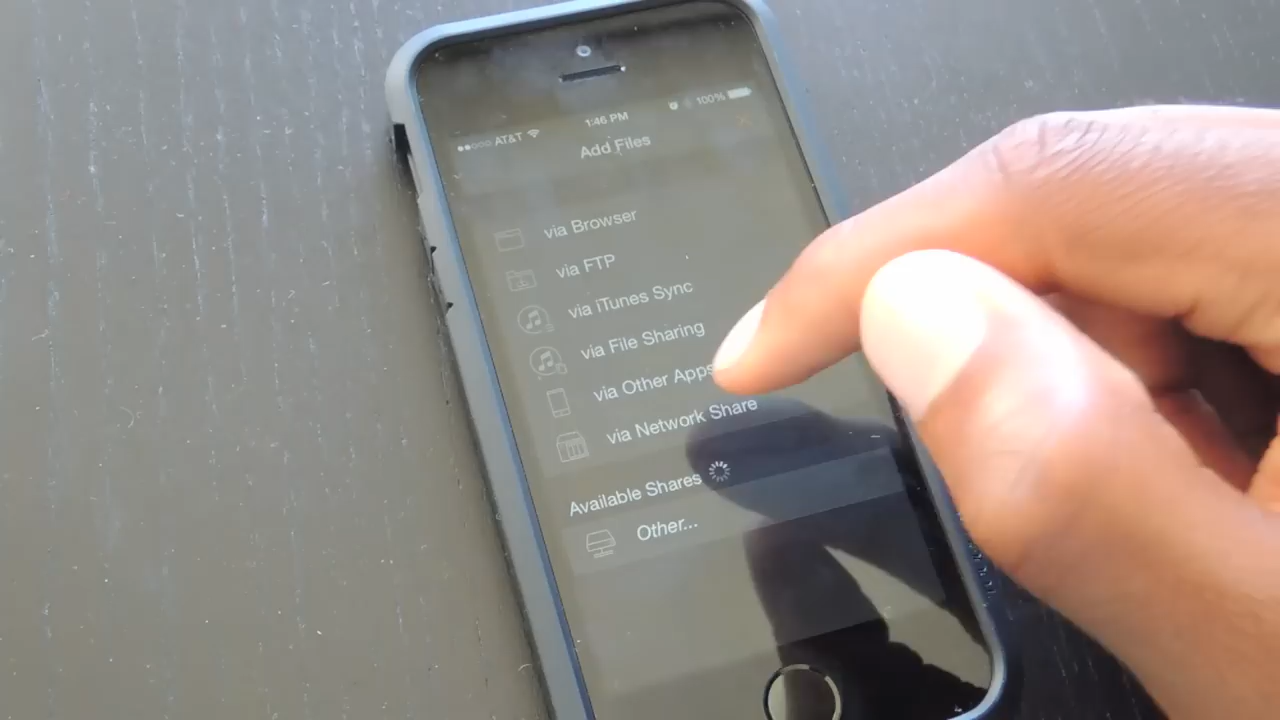 AT&T 1:46 PM 100%
Add Files
via Browser
via FTP
via iTunes Sync
via File Sharing
via Other Apps
via Network Share
Available Shares
Other...